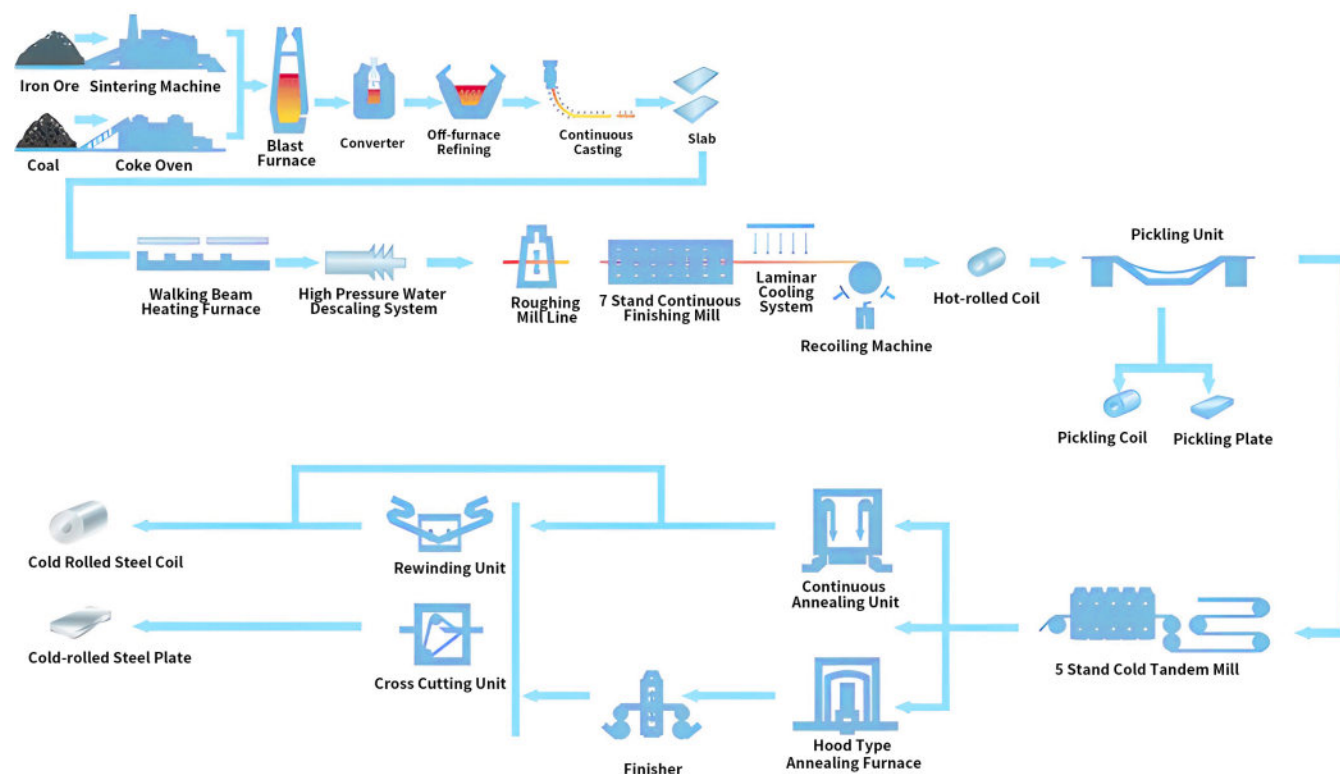 Iron Ore
Sintering Machine
Coal
Coke Oven
Blast
Furnace
Converter
Off-furnace
Refining
Continuous
Casting
Slab
Walking Beam
Heating Furnace
High Pressure Water
Descaling System
Roughing
Mill Line
7 Stand Continuous
Finishing Mill
Laminar
Cooling
System
Recoiling Machine
Hot-rolled Coil
Pickling Unit
Pickling Coil
Pickling Plate
Cold Rolled Steel Coil
Rewinding Unit
Continuous
Annealing Unit
Cold-rolled Steel Plate
Cross Cutting Unit
5 Stand Cold Tandem Mill
Finisher
Hood Type
Annealing Furnace